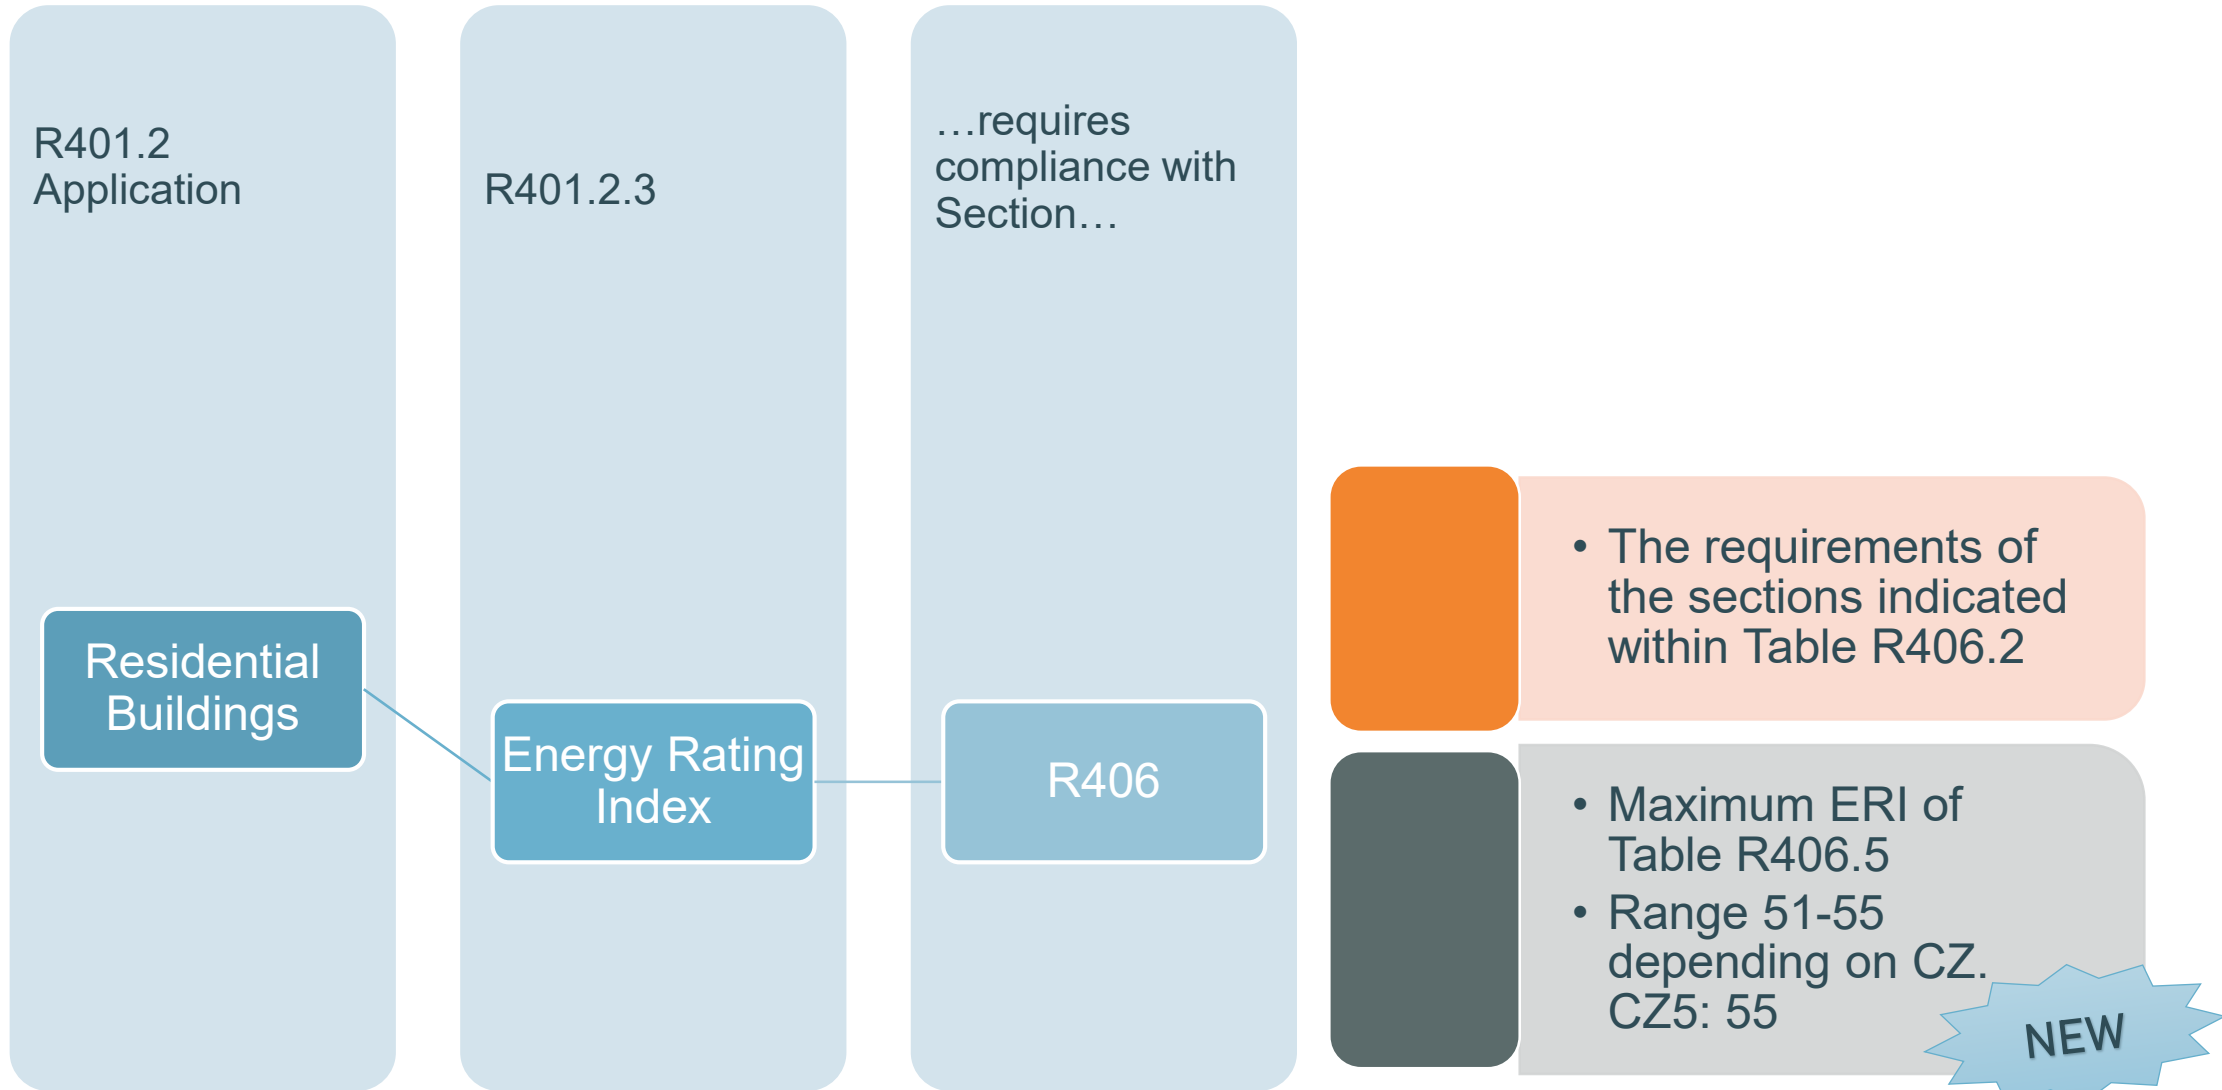 R401.2
Application
R401.2.3
…requires
compliance with
Section…
Residential
Buildings
Energy Rating
Index
R406
• The requirements of
the sections indicated
within Table R406.2
• Maximum ERI of
Table R406.5
• Range 51-55
depending on CZ.
CZ5: 55
NEW